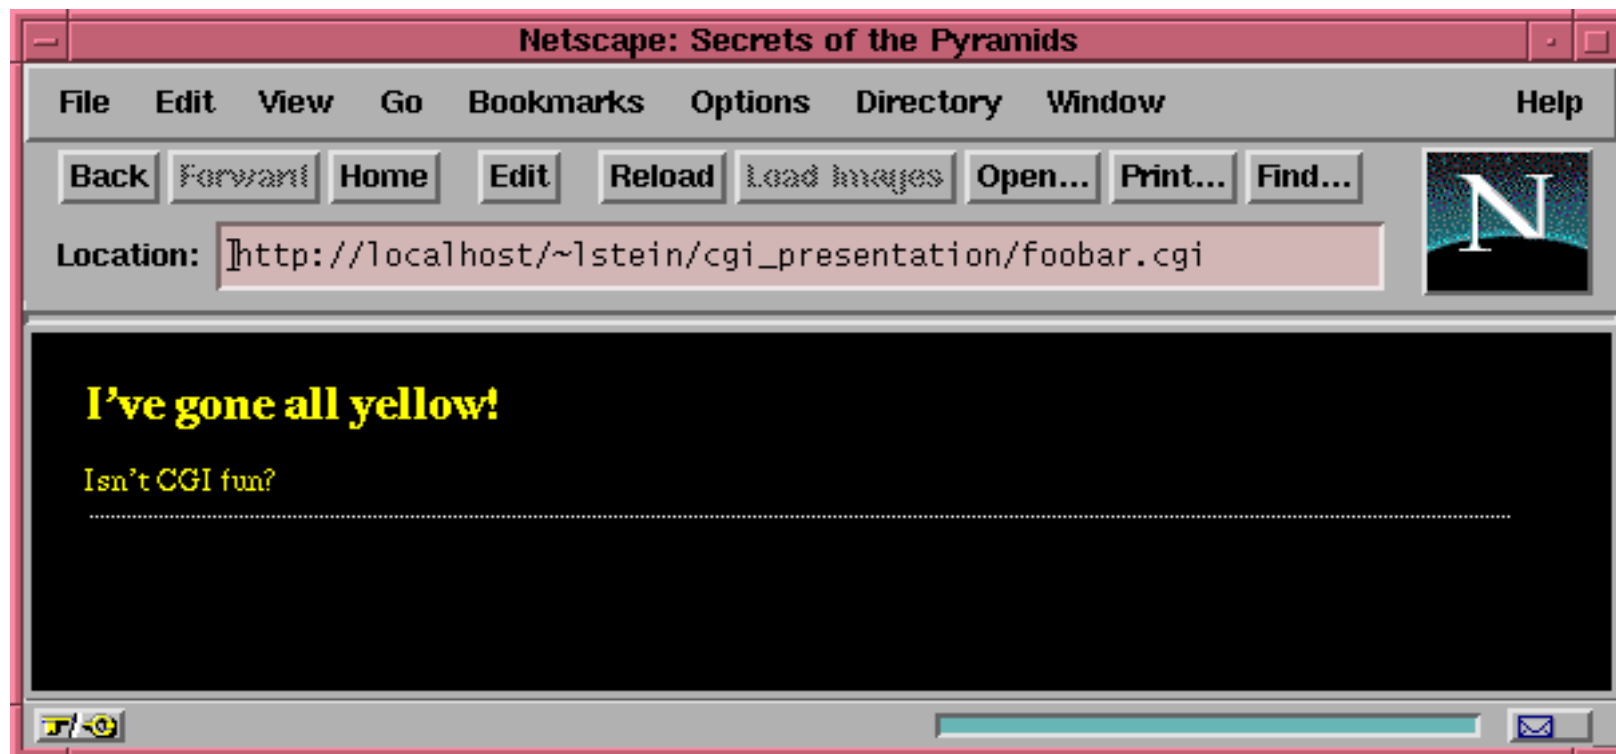 Netscape: Secrets of the Pyramids
File Edit View Go Bookmarks Options Directory Window Help
Back Forward Home Edit Reload Load Images Open... Print... Find...
N
Location: http://localhost/~lstein/cgi_presentation/foobar.cgi
I've gone all yellow!
Isn't CGI fun?